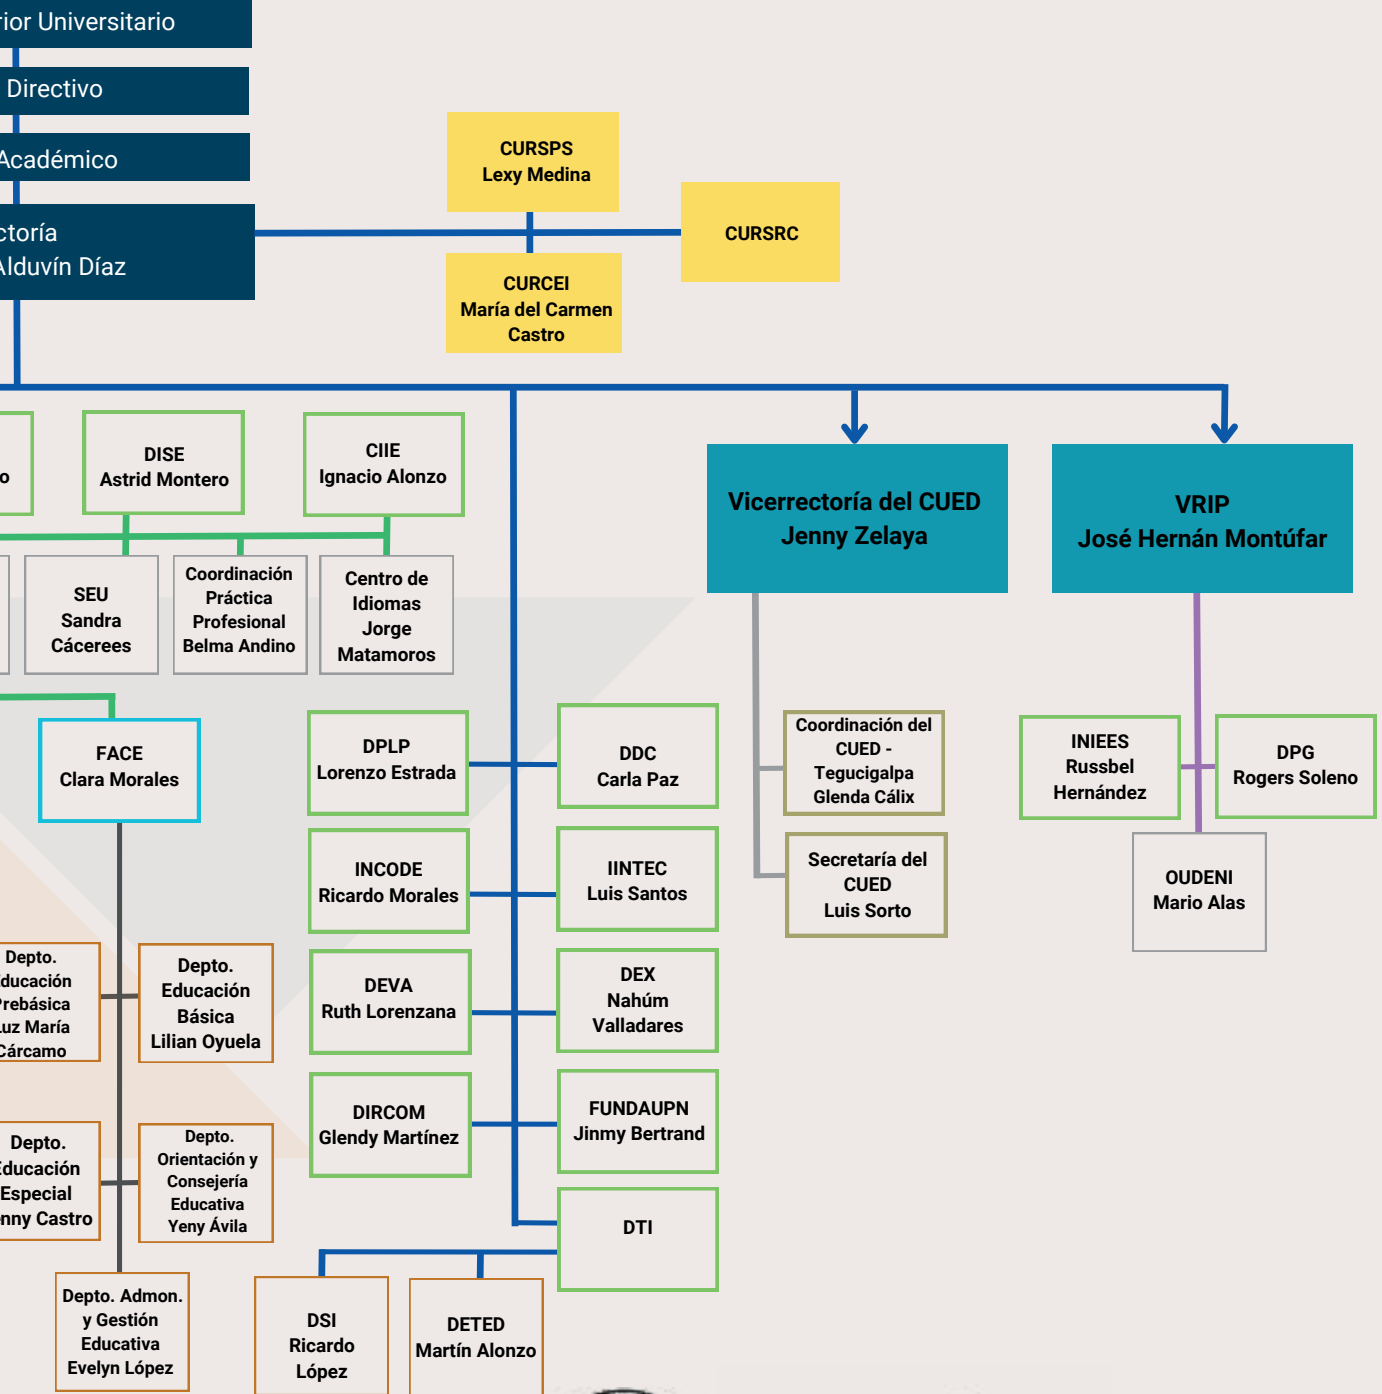 rior Universitario
Directivo
Académico
ctoría
Alduvín Díaz
CURSPS
Lexy Medina
CURSRC
CURCEI
María del Carmen
Castro
o
DISE
Astrid Montero
CIIE
Ignacio Alonzo
Vicerrectoría del CUED
Jenny Zelaya
VRIP
José Hernán Montúfar
SEU
Sandra
Cácerees
Coordinación
Práctica
Profesional
Belma Andino
Centro de
Idiomas
Jorge
Matamoros
FACE
Clara Morales
DPLP
Lorenzo Estrada
DDC
Carla Paz
Coordinación del
CUED -
Tegucigalpa
Glenda Cálix
INIEES
Russbel
Hernández
DPG
Rogers Soleno
INCODE
Ricardo Morales
IINTEC
Luis Santos
Secretaría del
CUED
Luis Sorto
OUDENI
Mario Alas
Depto.
ducación
Prebásica
Luz María
Cárcamo
Depto.
Educación
Básica
Lilian Oyuela
DEVA
Ruth Lorenzana
DEX
Nahúm
Valladares
DIRCOM
Glendy Martínez
FUNDAUPN
Jinmy Bertrand
Depto.
Educación
Especial
nny Castro
Depto.
Orientación y
Consejería
Educativa
Yeny Ávila
DTI
Depto. Admon.
y Gestión
Educativa
Evelyn López
DSI
Ricardo
López
DETED
Martín Alonzo